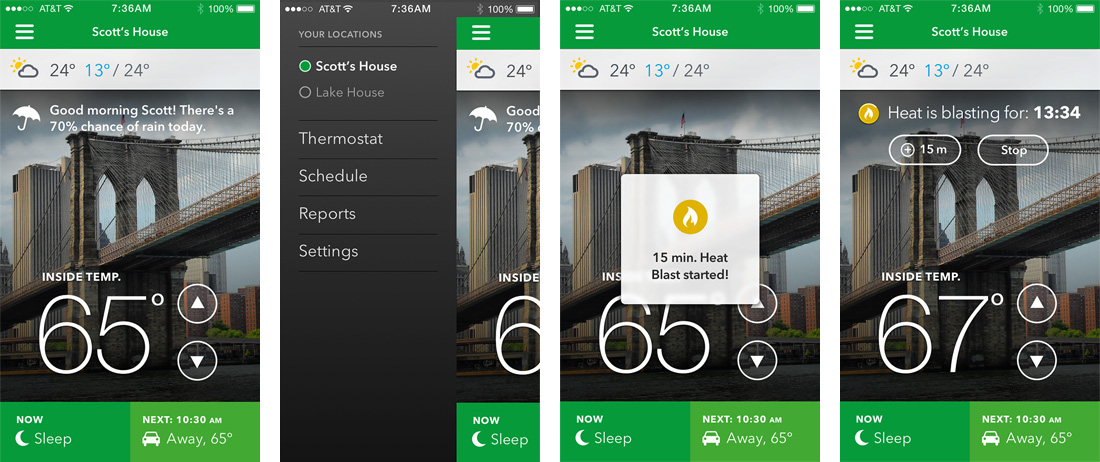 AT&T 7:36AM 100%
Scott's House
24° 13° / 24°
Good morning Scott! There's a
70% chance of rain today.
INSIDE TEMP.
65°
NOW
Sleep
NEXT: 10:30 AM
Away, 65°
AT&T 7:36AM 100%
YOUR LOCATIONS
Scott's House
Lake House
Thermostat
Schedule
Reports
Settings
24°
Good
70% c
INSIDE
6
NOW
Sleep
AT&T 7:36AM 100%
Scott's House
24° 13° / 24°
15 min. Heat
Blast started!
INSIDE TEMP.
65°
NOW
Sleep
NEXT: 10:30 AM
Away, 65°
AT&T 7:36AM 100%
Scott's House
24° 13° / 24°
Heat is blasting for: 13:34
15 m
Stop
INSIDE TEMP.
67°
NOW
Sleep
NEXT: 10:30 AM
Away, 65°